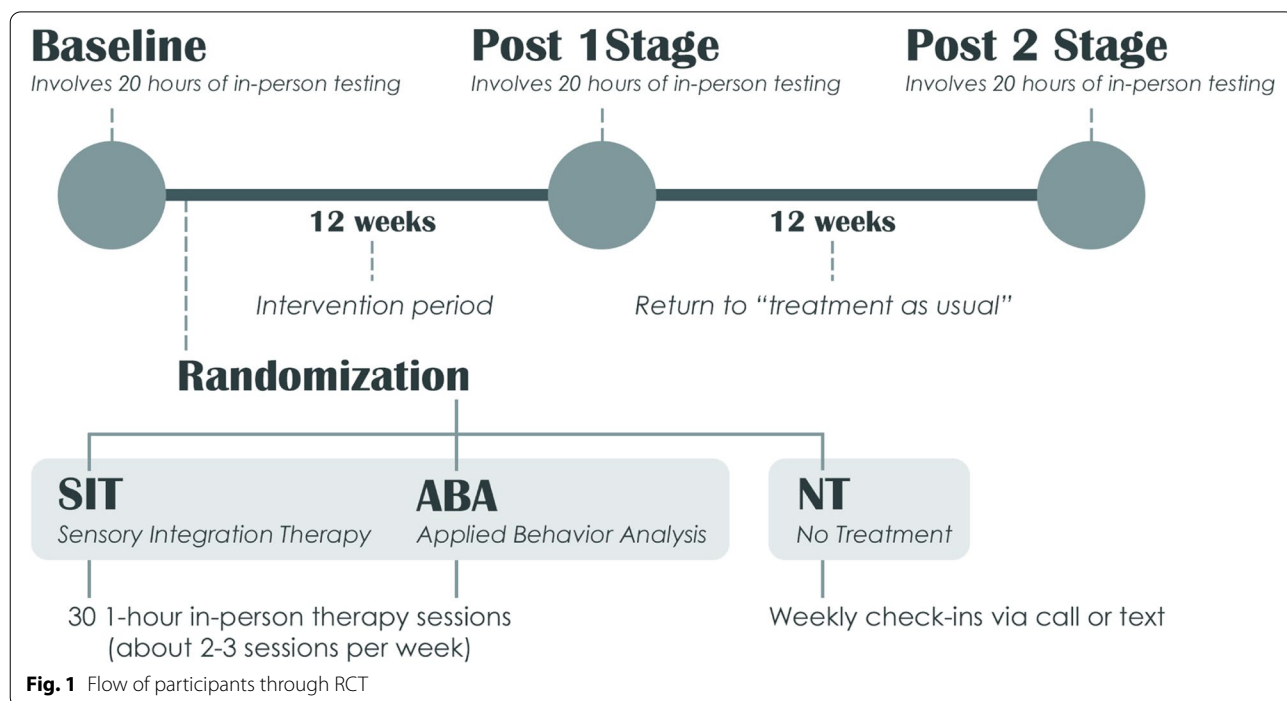 Baseline
Involves 20 hours of in-person testing
Post 1Stage
Involves 20 hours of in-person testing
Post 2 Stage
Involves 20 hours of in-person testing
12 weeks
12 weeks
Intervention period
Return to “treatment as usual”
Randomization
SIT
Sensory Integration Therapy
ABA
Applied Behavior Analysis
NT
No Treatment
30 1-hour in-person therapy sessions
(about 2-3 sessions per week)
Weekly check-ins via call or text
Fig. 1 Flow of participants through RCT